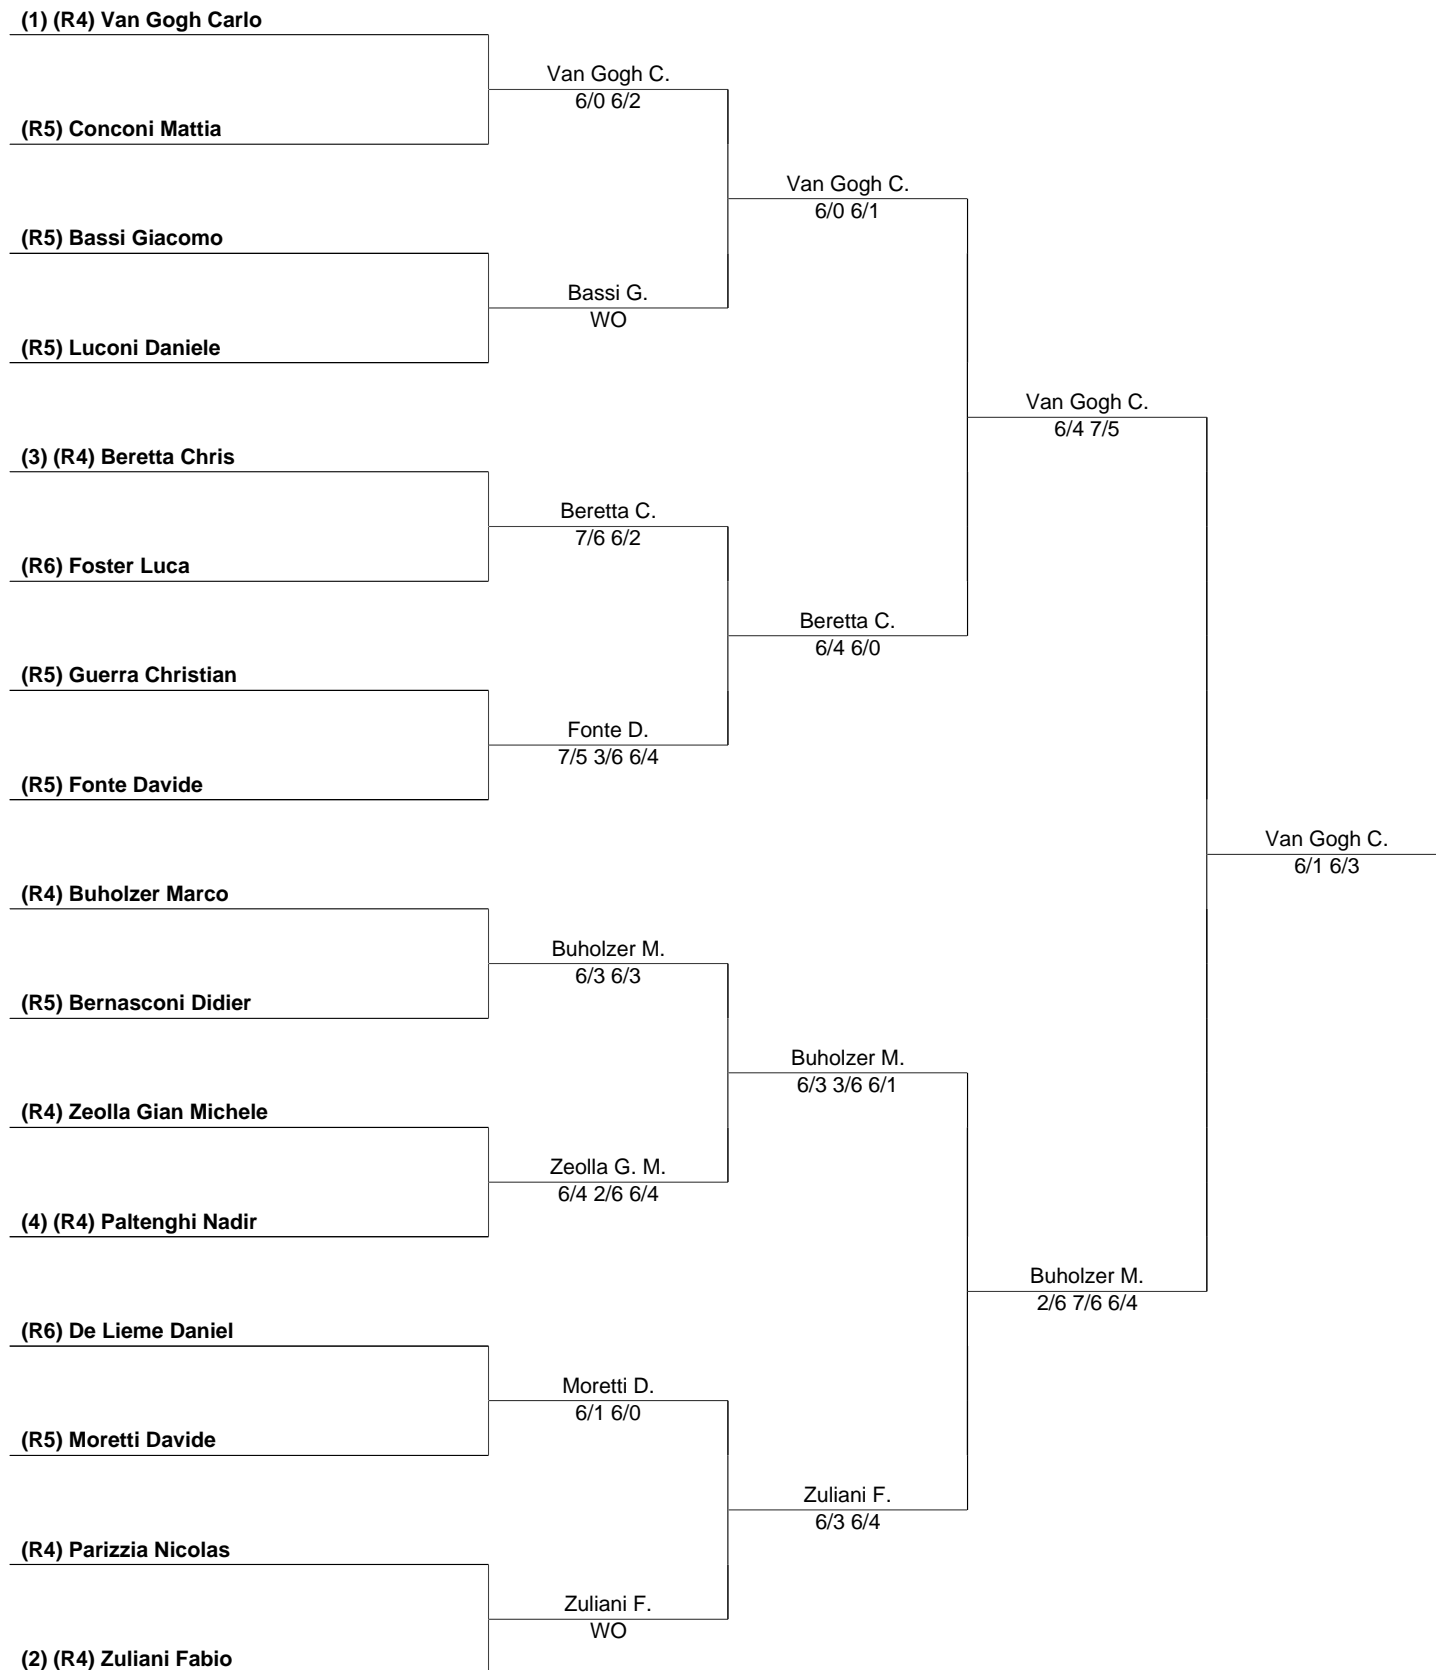 (1) (R4) Van Gogh Carlo
Van Gogh C.
6/0 6/2
(R5) Conconi Mattia
Van Gogh C.
6/0 6/1
(R5) Bassi Giacomo
Bassi G.
WO
(R5) Luconi Daniele
Van Gogh C.
6/4 7/5
(3) (R4) Beretta Chris
Beretta C.
7/6 6/2
(R6) Foster Luca
Beretta C.
6/4 6/0
(R5) Guerra Christian
Fonte D.
7/5 3/6 6/4
(R5) Fonte Davide
Van Gogh C.
6/1 6/3
(R4) Buholzer Marco
Buholzer M.
6/3 6/3
(R5) Bernasconi Didier
Buholzer M.
6/3 3/6 6/1
(R4) Zeolla Gian Michele
Zeolla G. M.
6/4 2/6 6/4
(4) (R4) Paltenghi Nadir
Buholzer M.
2/6 7/6 6/4
(R6) De Lieme Daniel
Moretti D.
6/1 6/0
(R5) Moretti Davide
Zuliani F.
6/3 6/4
(R4) Parizzia Nicolas
Zuliani F.
WO
(2) (R4) Zuliani Fabio